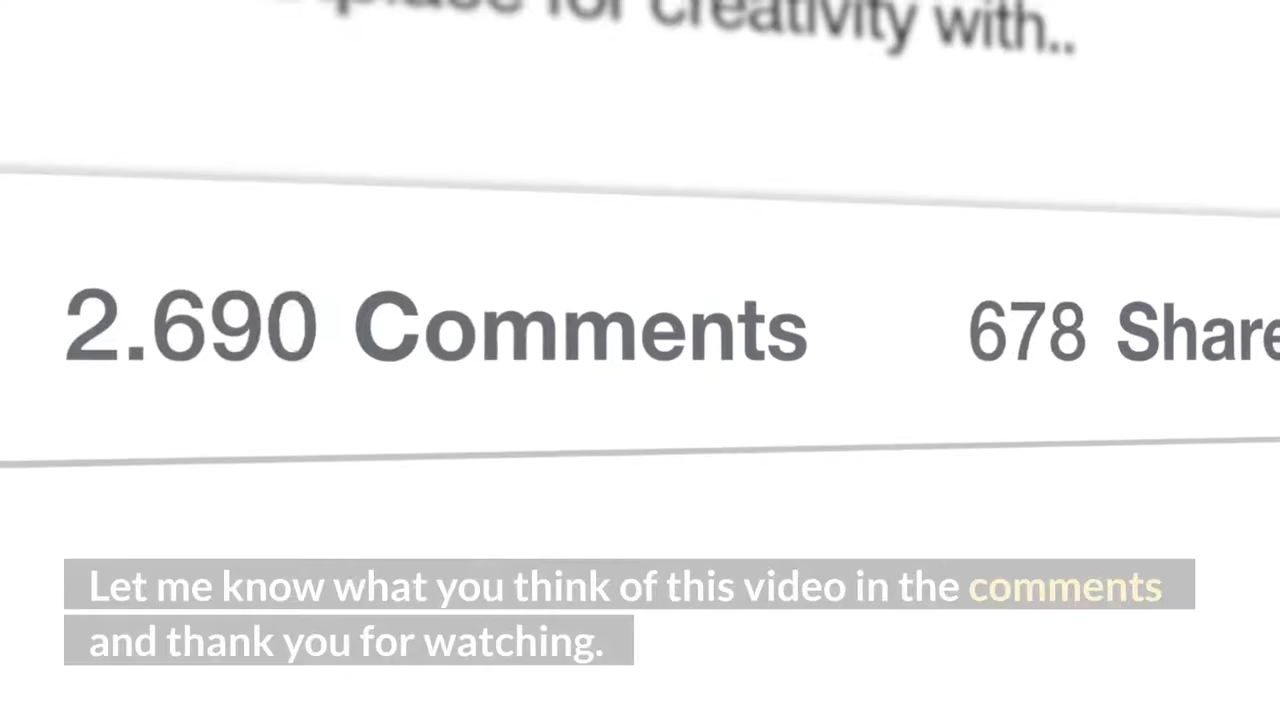 for creativity with..
2.690 Comments 678 Share
Let me know what you think of this video in the comments
and thank you for watching.